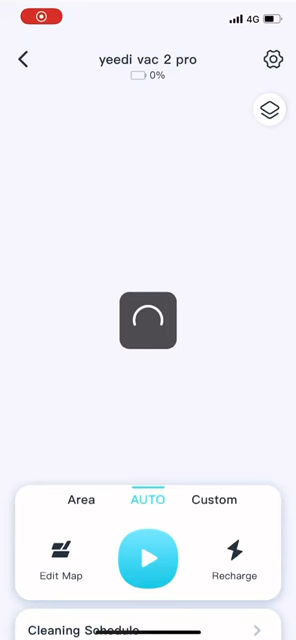 4G
yeedi vac 2 pro
0%
Area AUTO Custom
Edit Map Recharge
Cleaning Schedule